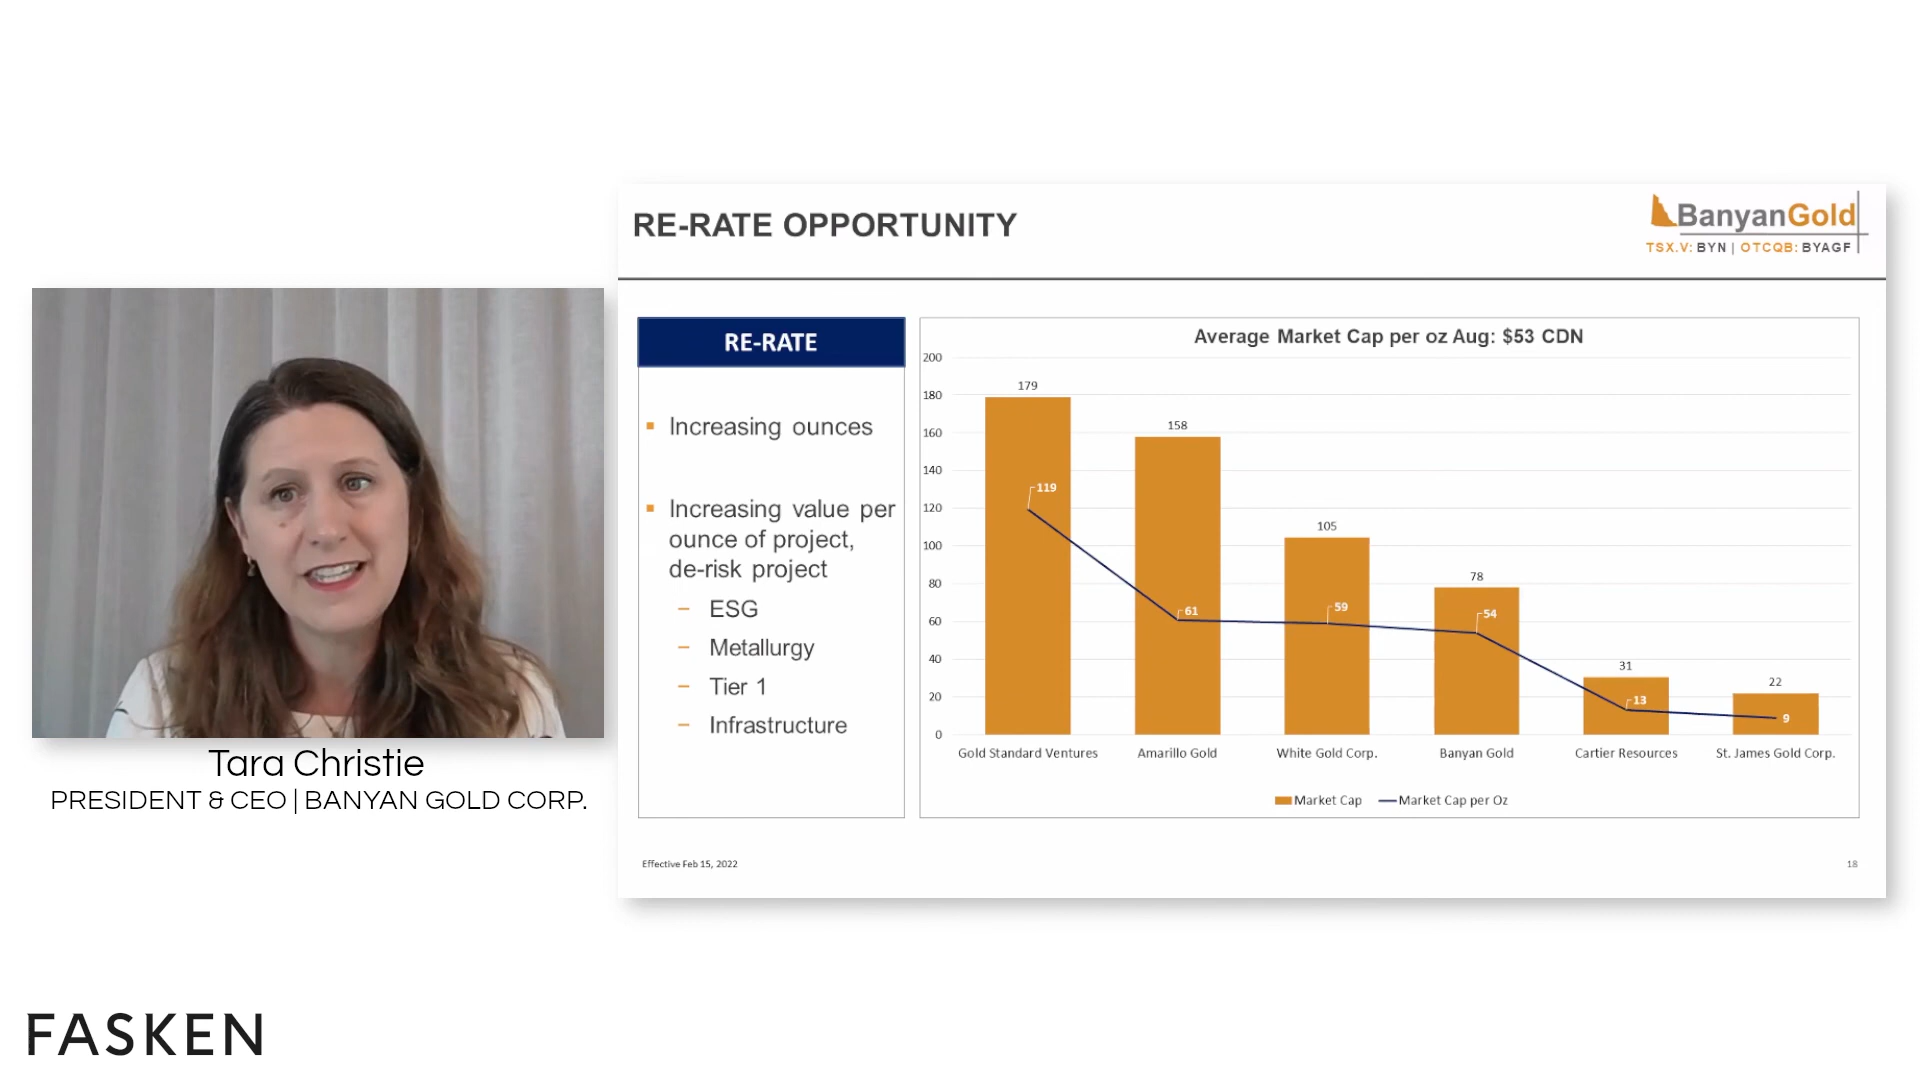 RE-RATE OPPORTUNITY
BanyanGold
TSX.V: BYN | OTCQB: BYAGF
RE-RATE
▪ Increasing ounces
▪ Increasing value per
ounce of project,
de-risk project
– ESG
– Metallurgy
– Tier 1
– Infrastructure
Average Market Cap per oz Aug: $53 CDN
200
180
160
140
120
100
80
60
40
20
0
179
158
105
78
31
22
119
61
59
54
13
9
Gold Standard Ventures
Amarillo Gold
White Gold Corp.
Banyan Gold
Cartier Resources
St. James Gold Corp.
Market Cap
Market Cap per Oz
Effective Feb 15, 2022
18
Tara Christie
PRESIDENT & CEO | BANYAN GOLD CORP.
FASKEN